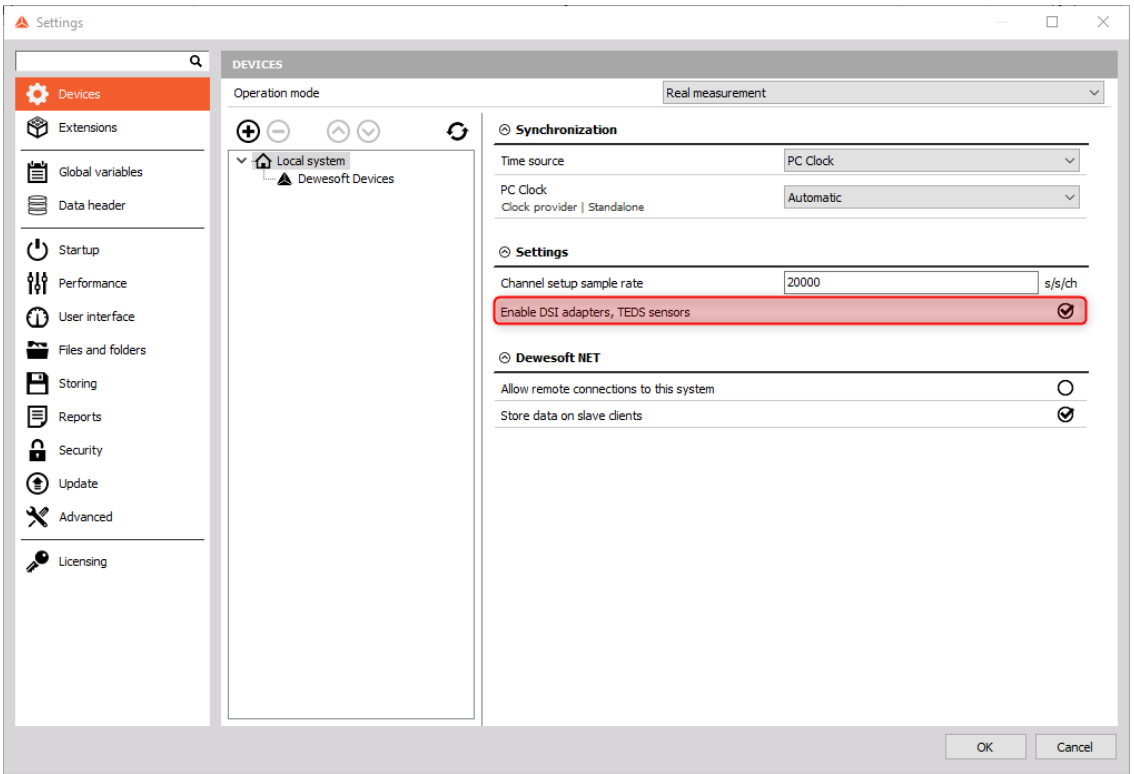 Settings
DEVICES
Devices
Extensions
Global variables
Data header
Startup
Performance
User interface
Files and folders
Storing
Reports
Security
Update
Advanced
Licensing
Operation mode
Real measurement
Local system
Dewesoft Devices
Synchronization
Time source
PC Clock
PC Clock
Clock provider | Standalone
Automatic
Settings
Channel setup sample rate
20000
s/s/ch
Enable DSI adapters, TEDS sensors
Dewesoft NET
Allow remote connections to this system
Store data on slave clients
OK
Cancel